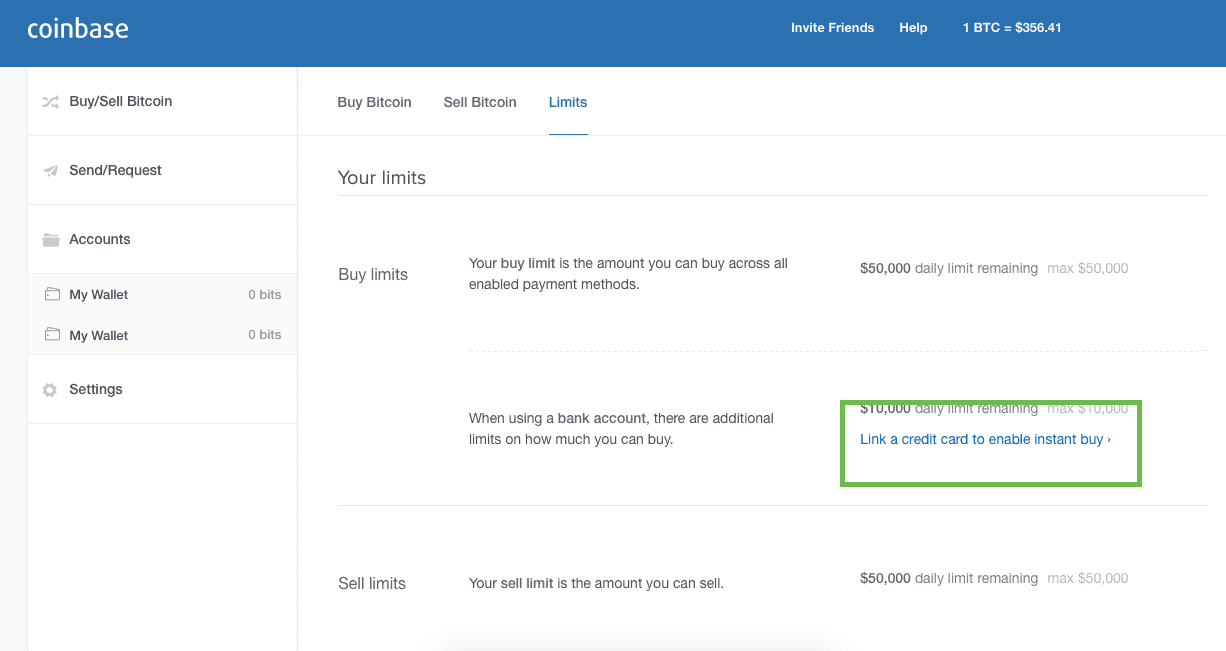 coinbase
Invite Friends Help 1 BTC = $356.41
Buy/Sell Bitcoin
Send/Request
Accounts
My Wallet 0 bits
My Wallet 0 bits
Settings
Buy Bitcoin Sell Bitcoin Limits
Your limits
Buy limits
Your buy limit is the amount you can buy across all
enabled payment methods.
$50,000 daily limit remaining max $50,000
When using a bank account, there are additional
limits on how much you can buy.
$10,000 daily limit remaining max $10,000
Link a credit card to enable instant buy ›
Sell limits
Your sell limit is the amount you can sell.
$50,000 daily limit remaining max $50,000